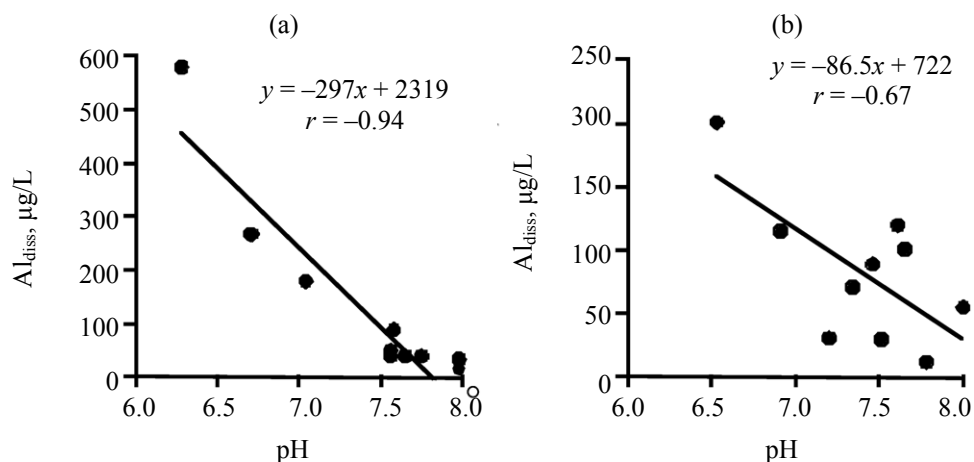 (a)
y = –297x + 2319
r = –0.94
Al_diss, µg/L
600
500
400
300
200
100
0
6.0 6.5 7.0 7.5 8.0
pH
(b)
y = –86.5x + 722
r = –0.67
Al_diss, µg/L
250
300
150
100
50
0
6.0 6.5 7.0 7.5 8.0
pH